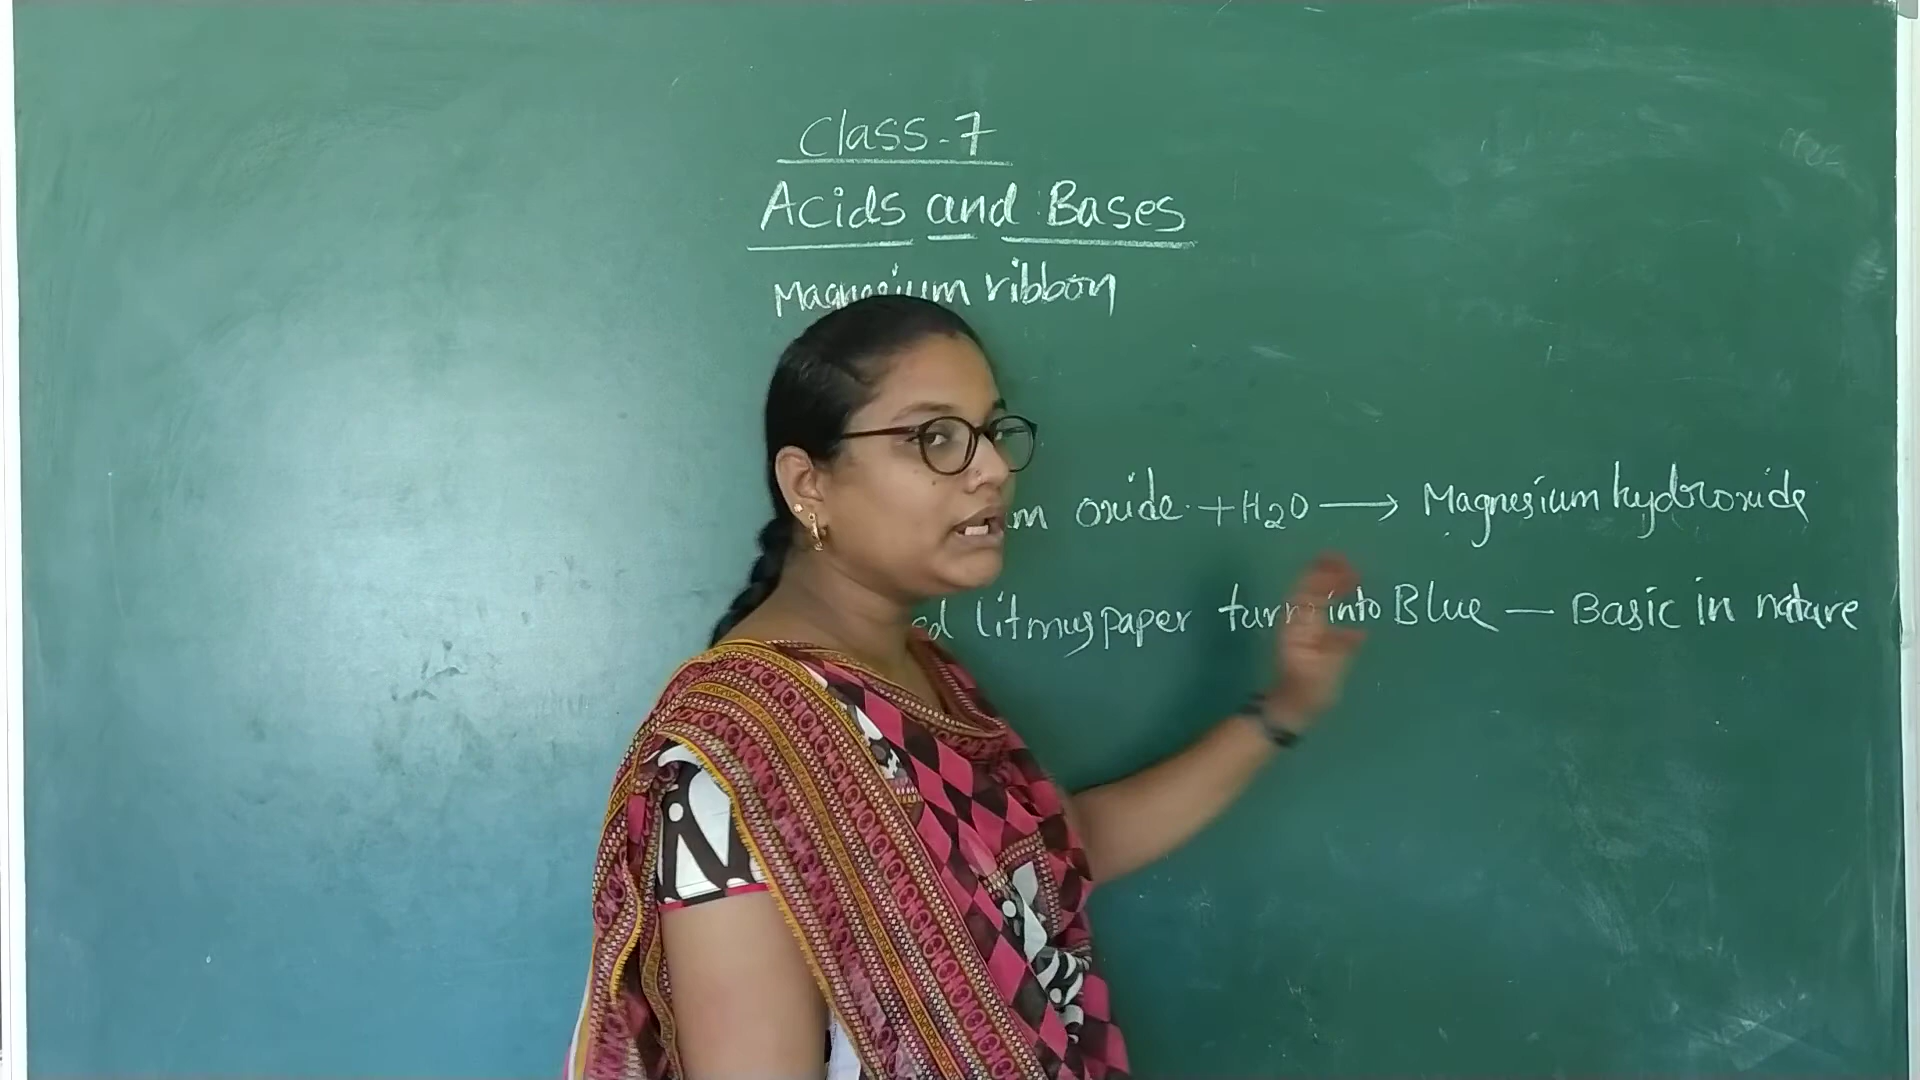 Class-7
Acids and Bases
Magnesium ribbon
oxide + H2O → Magnesium hydroxide
litmus paper turn into Blue — Basic in nature